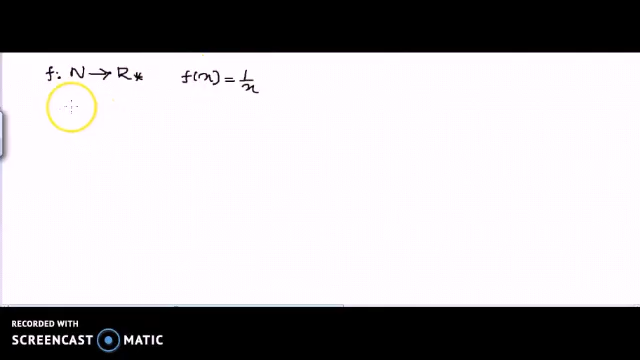 f: N → R* f(x) = 1/x
RECORDED WITH
SCREENCAST MATIC